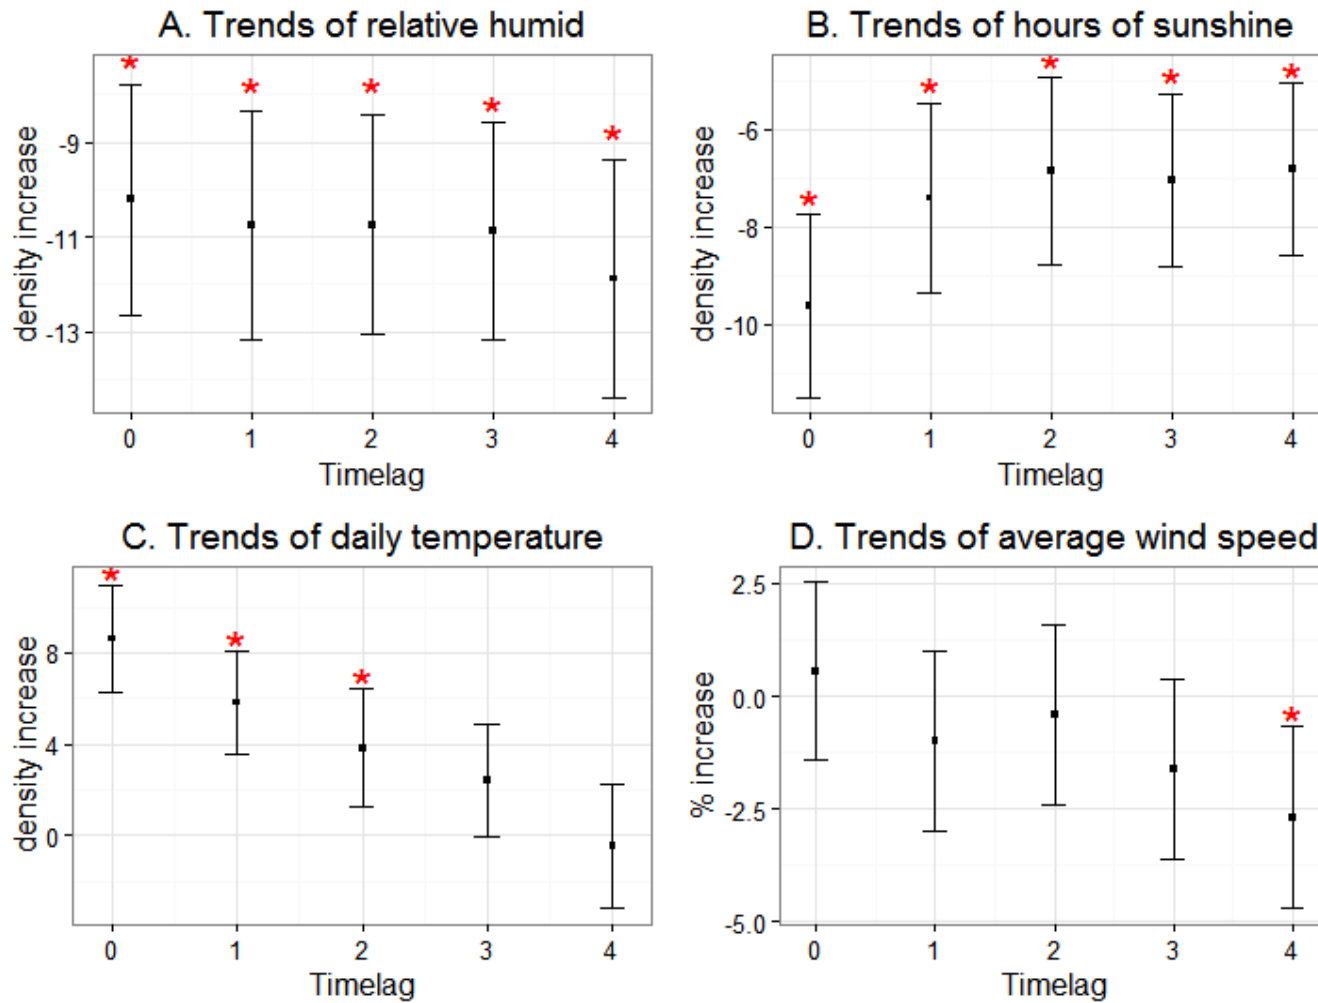 A. Trends of relative humid
density increase
*
*
*
*
*
-9
-11
-13
0 1 2 3 4
Timelag
B. Trends of hours of sunshine
density increase
*
*
*
*
*
-6
-8
-10
0 1 2 3 4
Timelag
C. Trends of daily temperature
density increase
*
*
*
8
4
0
0 1 2 3 4
Timelag
D. Trends of average wind speed
% increase
*
2.5
0.0
-2.5
-5.0
0 1 2 3 4
Timelag